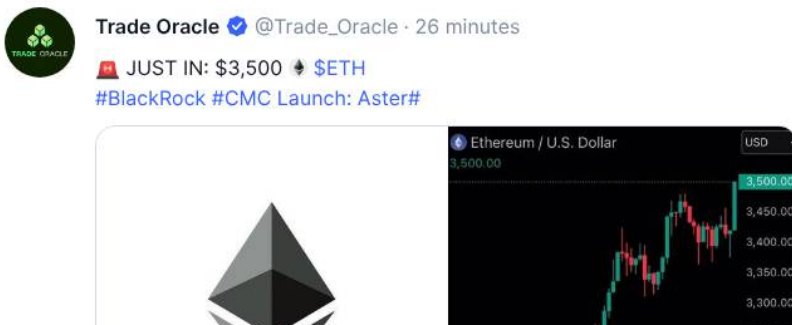 Trade Oracle @Trade_Oracle · 26 minutes
TRADE ORACLE
🚨 JUST IN: $3,500 $ETH
#BlackRock #CMC Launch: Aster#
Ethereum / U.S. Dollar
USD
3,500.00
3,500.00
3,450.00
3,400.00
3,350.00
3,300.00